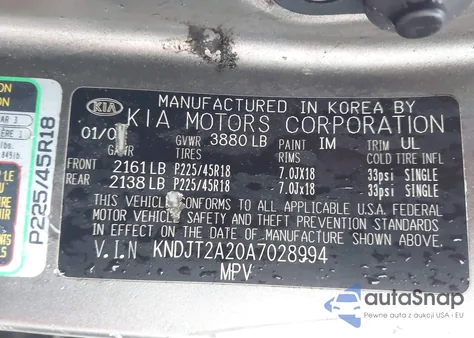 MANUFACTURED IN KOREA BY
KIA
KIA MOTORS CORPORATION
GVWR 3880 LB
PAINT IM
TRIM UL
GAWR
RIMS
COLD TIRE INFL
FRONT 2161 LB P225/45R18 7.0JX18 33psi SINGLE
REAR 2138 LB P225/45R18 7.0JX18 33psi SINGLE
THIS VEHICLE CONFORMS TO ALL APPLICABLE U.S.A. FEDERAL
MOTOR VEHICLE SAFETY AND THEFT PREVENTION STANDARDS
IN EFFECT ON THE DATE OF MANUFACTURE SHOWN ABOVE.
V.I.N KNDJT2A20A7028994
MPV
P225/45R18
autoSnap
Pewne auta z dostawą z USA - EU